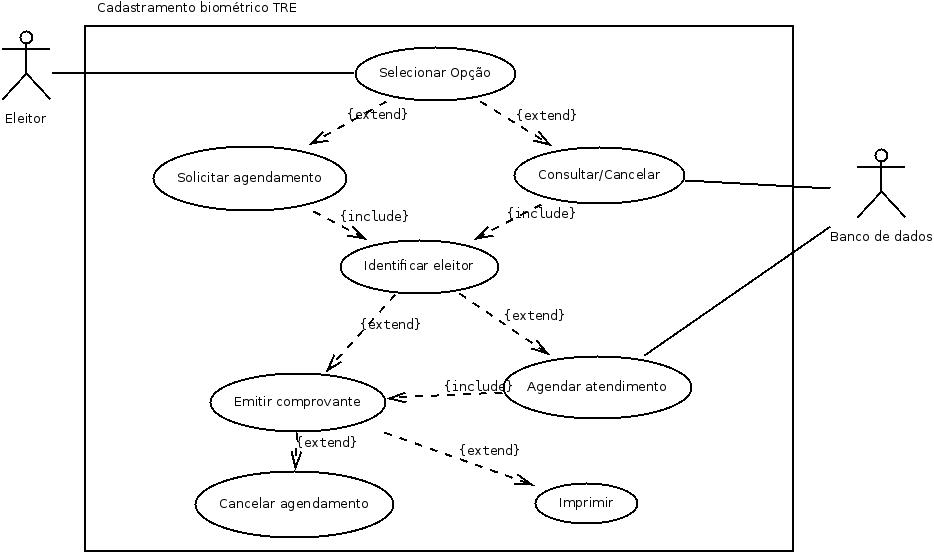 Cadastramento biométrico TRE
Selecionar Opção
Eleitor
{extend}
{extend}
Solicitar agendamento
Consultar/Cancelar
{include}
{include}
Banco de dados
Identificar eleitor
{extend}
{extend}
{include}
Agendar atendimento
Emitir comprovante
{extend}
{extend}
Cancelar agendamento
Imprimir